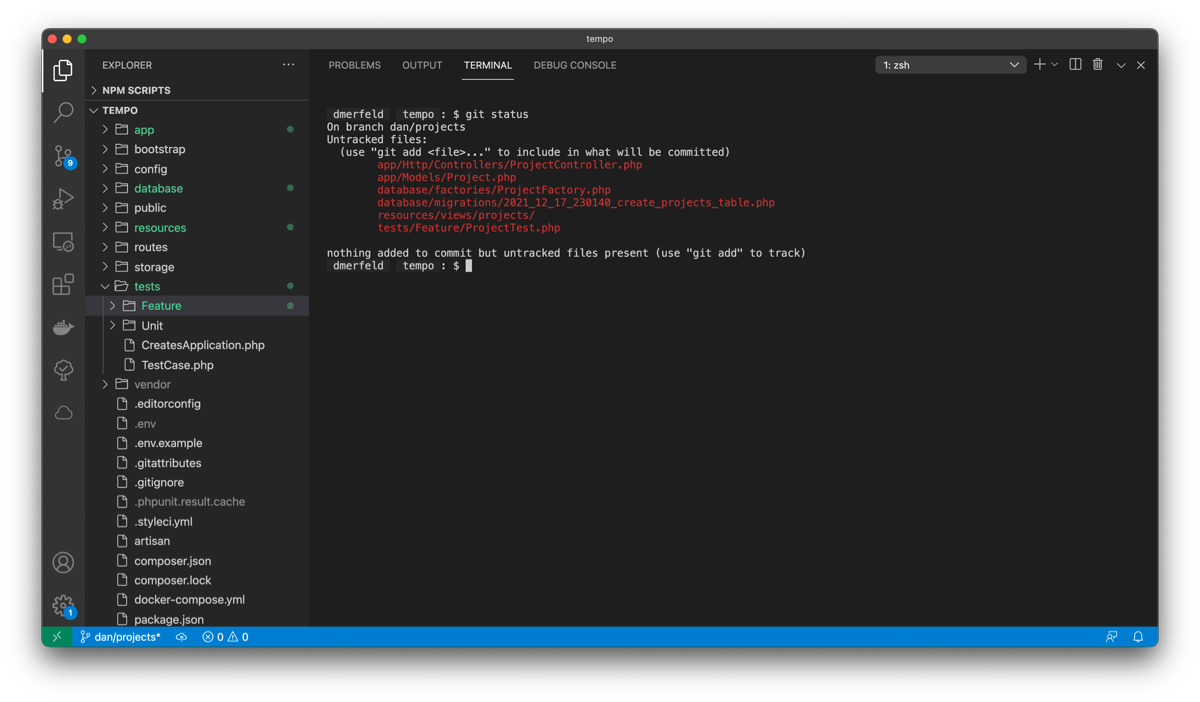 tempo
EXPLORER
NPM SCRIPTS
TEMPO
app
bootstrap
config
database
public
resources
routes
storage
tests
Feature
Unit
CreatesApplication.php
TestCase.php
vendor
.editorconfig
.env
.env.example
.gitattributes
.gitignore
.phpunit.result.cache
.styleci.yml
artisan
composer.json
composer.lock
docker-compose.yml
package.json
9
1
PROBLEMS OUTPUT TERMINAL DEBUG CONSOLE 1: zsh
dmerfeld tempo : $ git status
On branch dan/projects
Untracked files:
(use "git add <file>..." to include in what will be committed)
app/Http/Controllers/ProjectController.php
app/Models/Project.php
database/factories/ProjectFactory.php
database/migrations/2021_12_17_230140_create_projects_table.php
resources/views/projects/
tests/Feature/ProjectTest.php
nothing added to commit but untracked files present (use "git add" to track)
dmerfeld tempo : $
dan/projects* 0 0